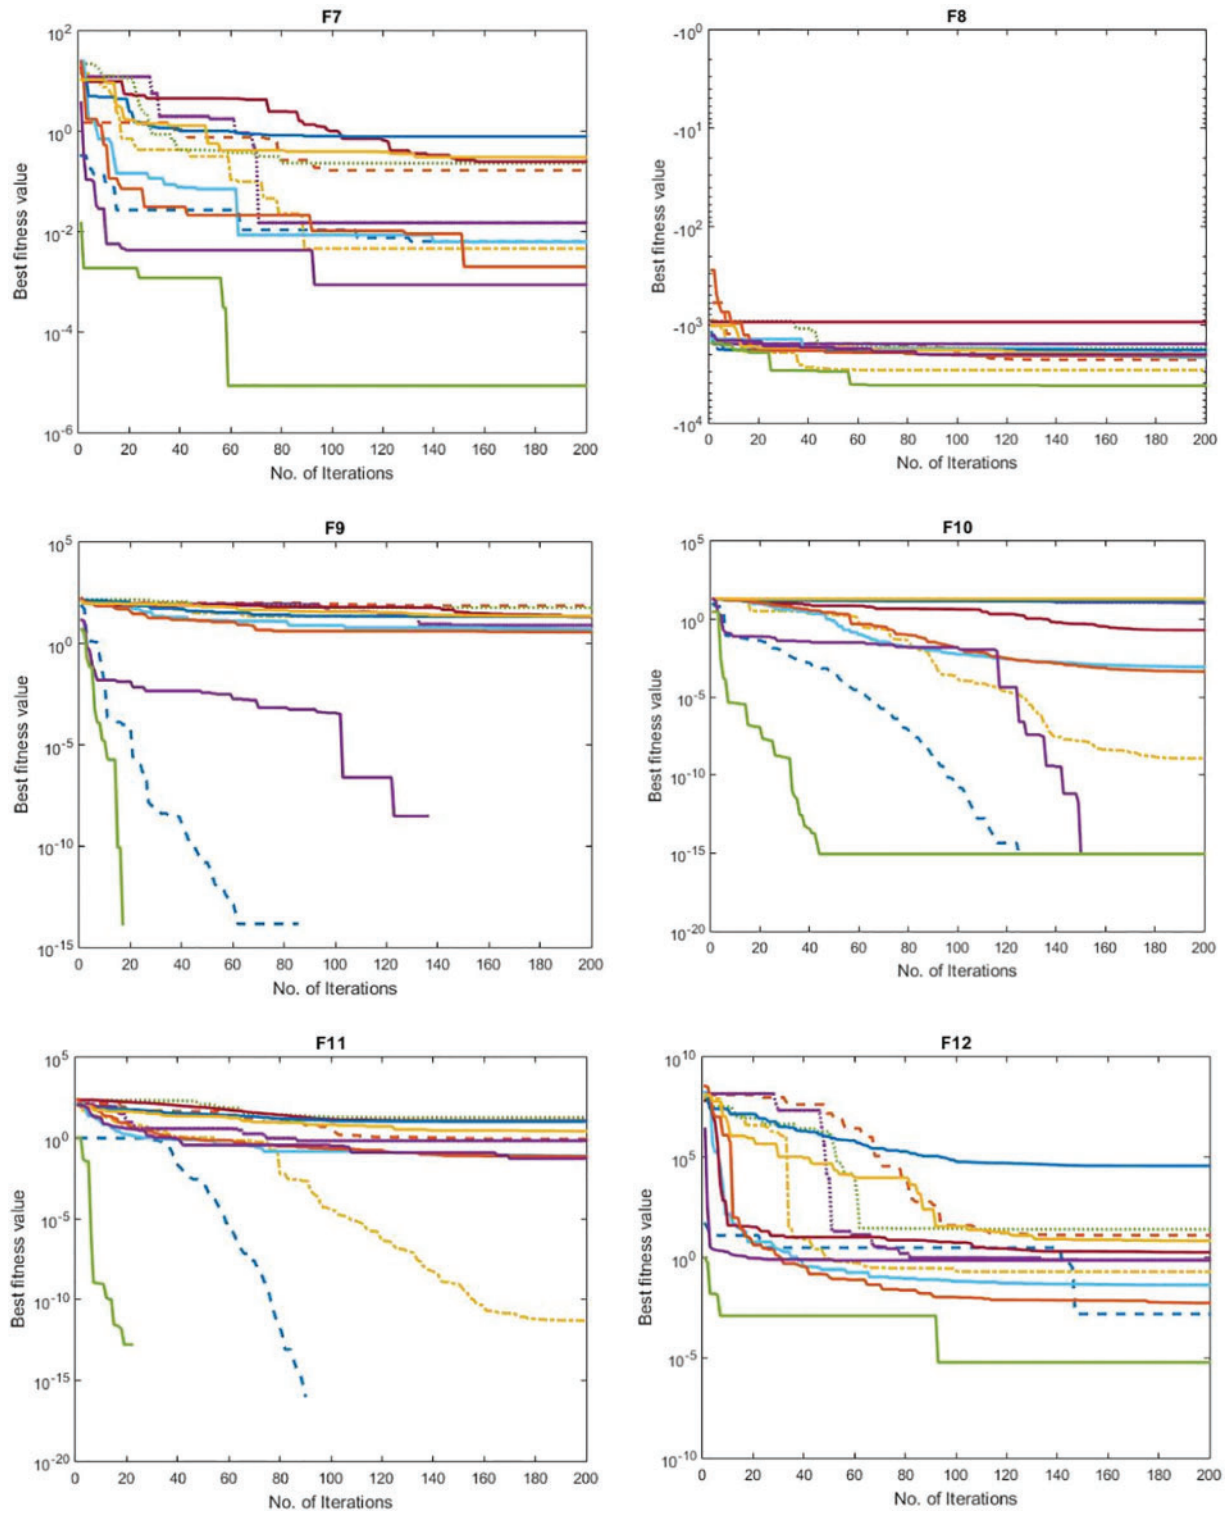 F7
10^2
10^0
10^-2
10^-4
10^-6
Best fitness value
0 20 40 60 80 100 120 140 160 180 200
No. of Iterations
F8
-10^0
-10^1
-10^2
-10^3
-10^4
Best fitness value
0 20 40 60 80 100 120 140 160 180 200
No. of Iterations
F9
10^5
10^0
10^-5
10^-10
10^-15
Best fitness value
0 20 40 60 80 100 120 140 160 180 200
No. of Iterations
F10
10^5
10^0
10^-5
10^-10
10^-15
10^-20
Best fitness value
0 20 40 60 80 100 120 140 160 180 200
No. of Iterations
F11
10^5
10^0
10^-5
10^-10
10^-15
10^-20
Best fitness value
0 20 40 60 80 100 120 140 160 180 200
No. of Iterations
F12
10^10
10^5
10^0
10^-5
10^-10
Best fitness value
0 20 40 60 80 100 120 140 160 180 200
No. of Iterations